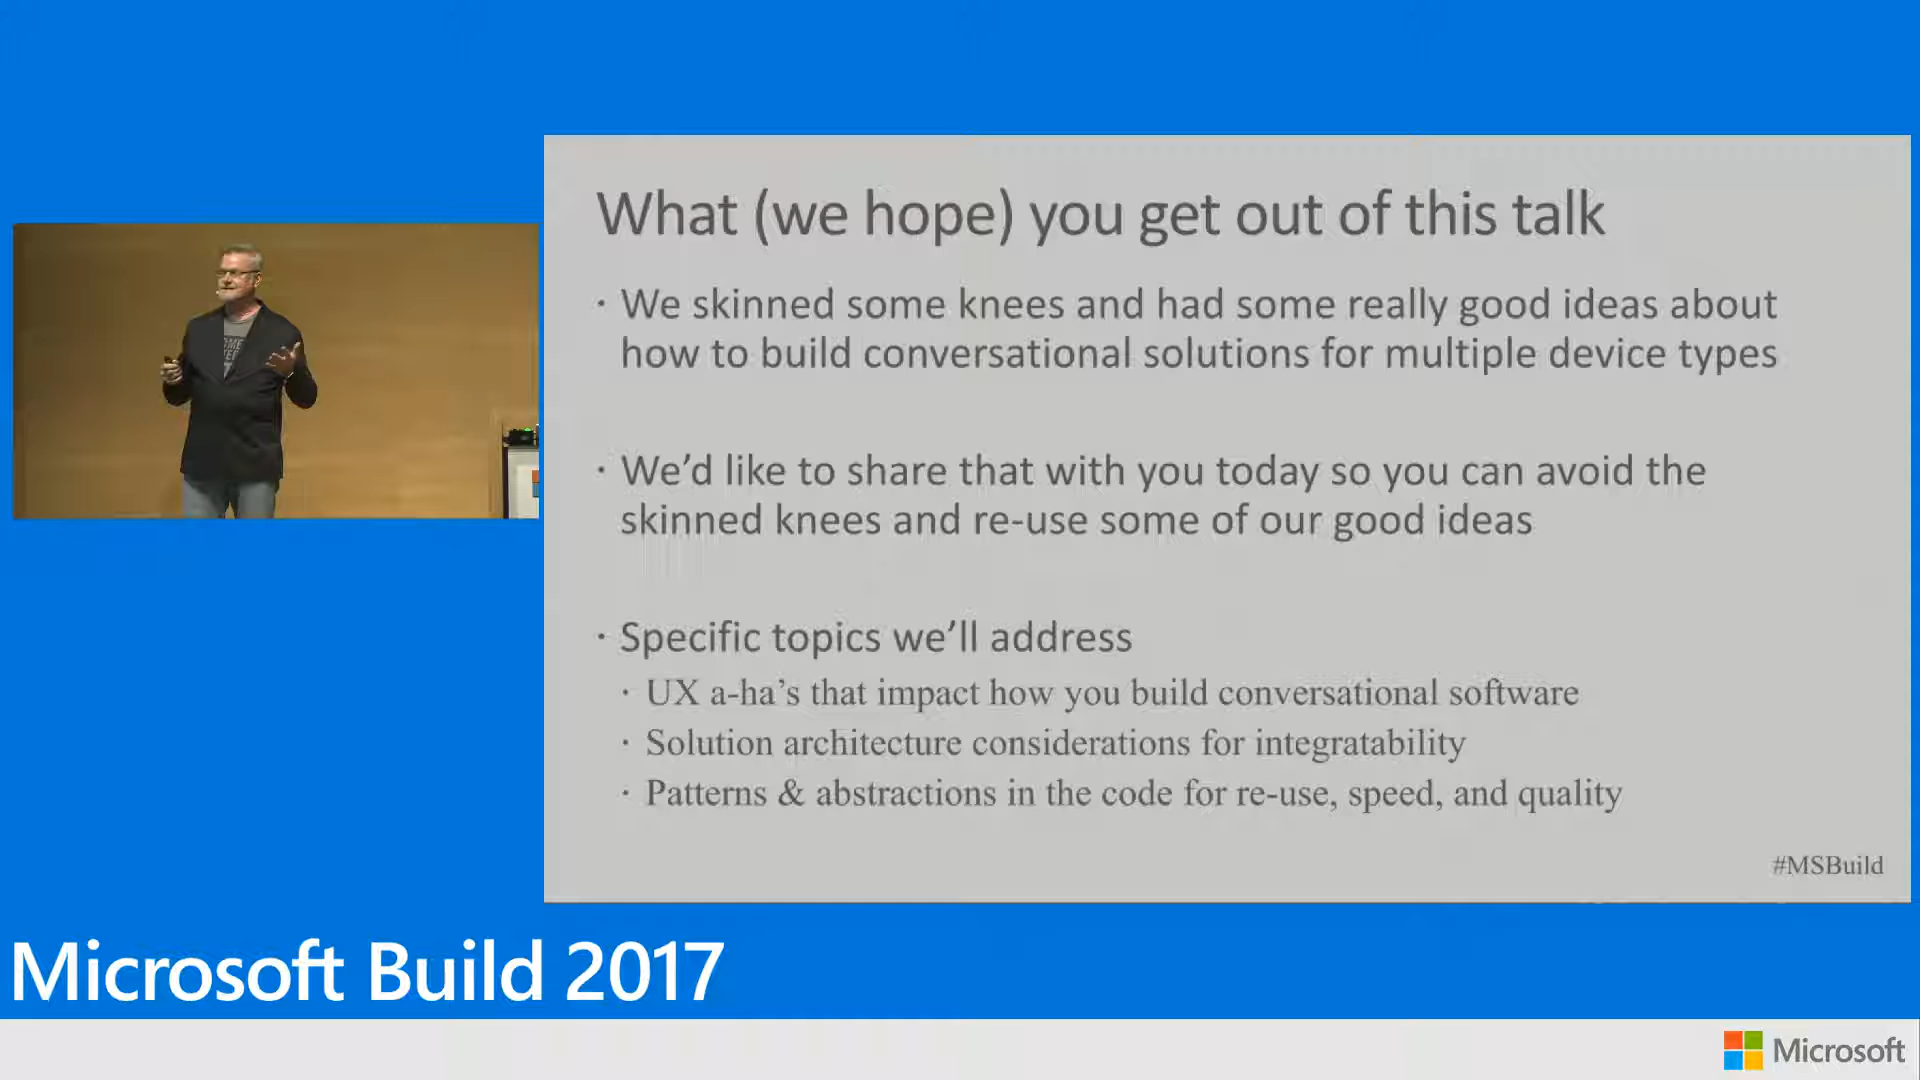 What (we hope) you get out of this talk
· We skinned some knees and had some really good ideas about
how to build conversational solutions for multiple device types
· We'd like to share that with you today so you can avoid the
skinned knees and re-use some of our good ideas
· Specific topics we'll address
· UX a-ha's that impact how you build conversational software
· Solution architecture considerations for integratability
· Patterns & abstractions in the code for re-use, speed, and quality
#MSBuild
Microsoft Build 2017
Microsoft